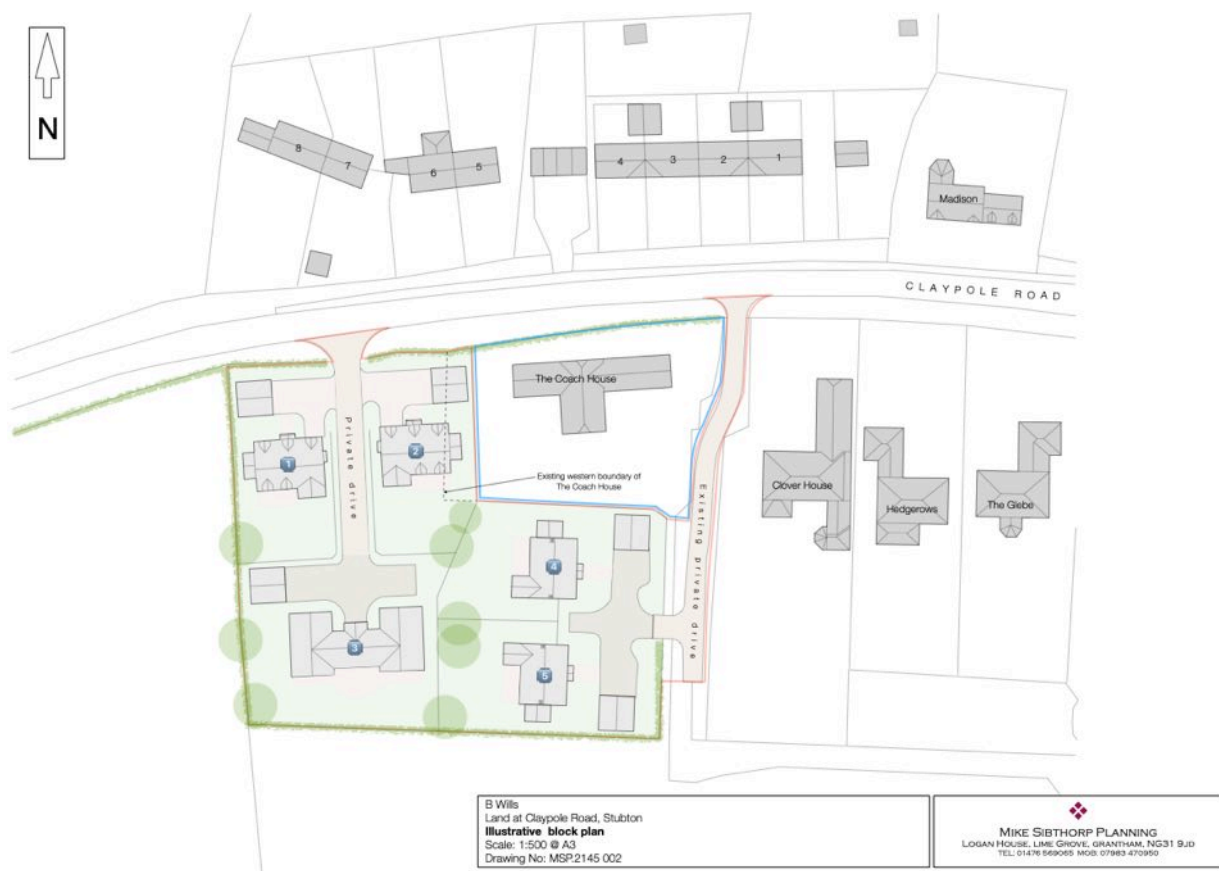 N
8
7
6
5
4
3
2
1
Madison
CLAYPOLE ROAD
The Coach House
private drive
1
2
Existing western boundary of
The Coach House
Existing private drive
Clover House
Hedgerows
The Glebe
4
3
5
B Wills
Land at Claypole Road, Stubton
Illustrative block plan
Scale: 1:500 @ A3
Drawing No: MSP.2145 002
MIKE SIBTHORP PLANNING
LOGAN HOUSE, LIME GROVE, GRANTHAM, NG31 9JD
TEL: 01476 569065 MOB: 07983 470950